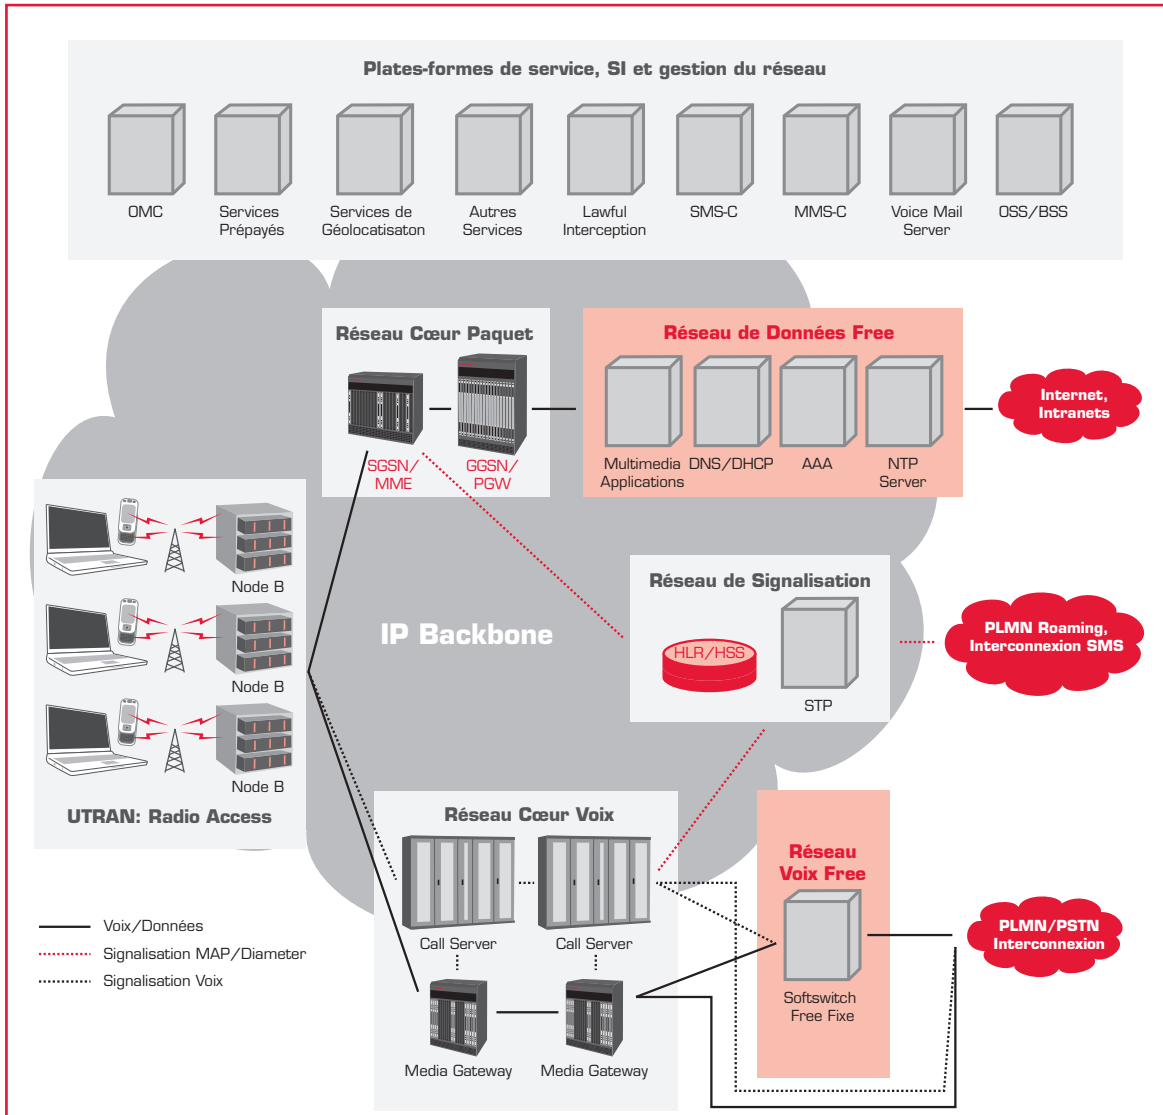 Plates-formes de service, SI et gestion du réseau
OMC
Services
Prépayés
Services de
Géolocatisaton
Autres
Services
Lawful
Interception
SMS-C
MMS-C
Voice Mail
Server
OSS/BSS
Réseau Cœur Paquet
SGSN/
MME
GGSN/
PGW
Réseau de Données Free
Multimedia
Applications
DNS/DHCP
AAA
NTP
Server
Internet,
Intranets
Node B
Node B
Node B
UTRAN: Radio Access
IP Backbone
Réseau de Signalisation
HLR/HSS
STP
PLMN Roaming,
Interconnexion SMS
Réseau Cœur Voix
Call Server
Call Server
Media Gateway
Media Gateway
Réseau
Voix Free
Softswitch
Free Fixe
PLMN/PSTN
Interconnexion
Voix/Données
Signalisation MAP/Diameter
Signalisation Voix